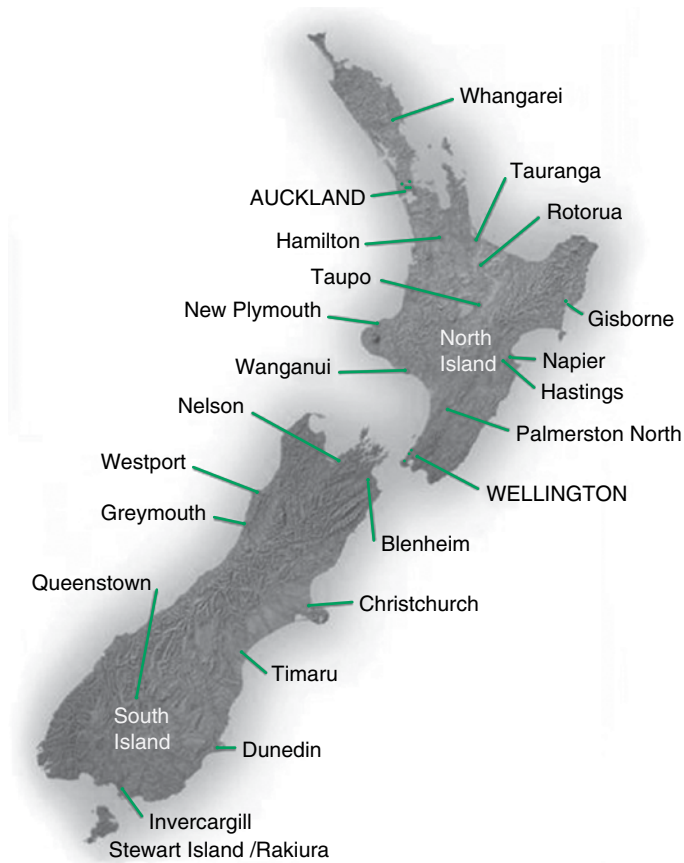 Whangarei
Tauranga
AUCKLAND
Rotorua
Hamilton
Taupo
New Plymouth
Gisborne
North
Island
Napier
Wanganui
Hastings
Nelson
Palmerston North
Westport
WELLINGTON
Greymouth
Blenheim
Queenstown
Christchurch
Timaru
South
Island
Dunedin
Invercargill
Stewart Island /Rakiura